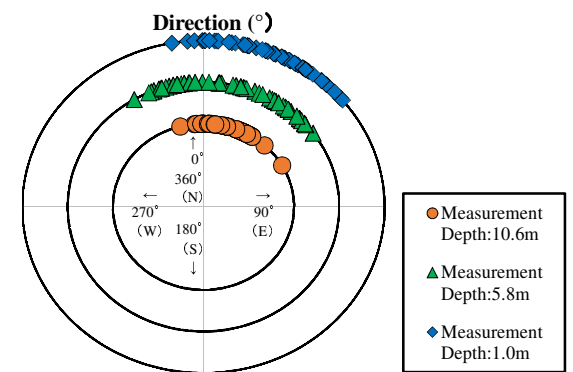 Direction (°)
↑
0°
360°
(N)
←
270°
(W)
→
90°
(E)
180°
(S)
↓
Measurement
Depth:10.6m
Measurement
Depth:5.8m
Measurement
Depth:1.0m